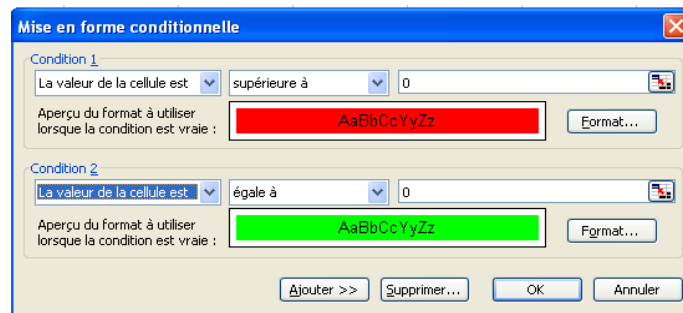 Mise en forme conditionnelle
Condition 1
La valeur de la cellule est supérieure à 0
Aperçu du format à utiliser
lorsque la condition est vraie :
AaBbCcYyZz
Format...
Condition 2
La valeur de la cellule est égale à 0
Aperçu du format à utiliser
lorsque la condition est vraie :
AaBbCcYyZz
Format...
Ajouter >> Supprimer... OK Annuler